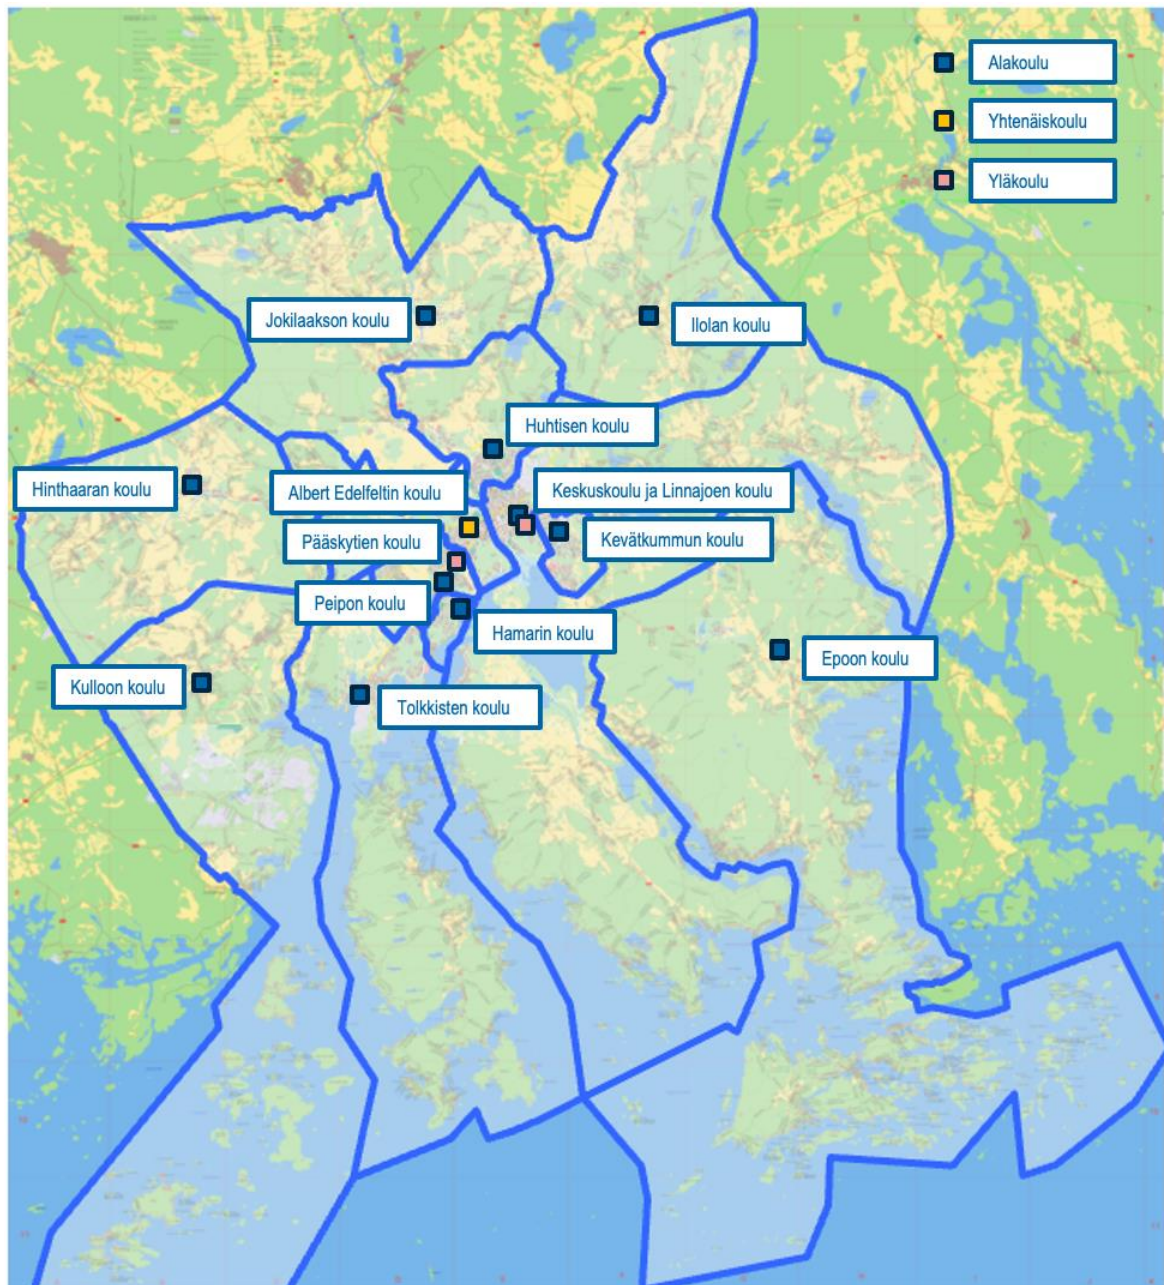 Alakoulu
Yhtenäiskoulu
Yläkoulu
Jokilaakson koulu
Ilolan koulu
Huhtisen koulu
Hinthaaran koulu
Albert Edelfeltin koulu
Keskuskoulu ja Linnajoen koulu
Pääskytien koulu
Kevätkummun koulu
Peipon koulu
Hamarin koulu
Epoon koulu
Kulloon koulu
Tolkkisten koulu